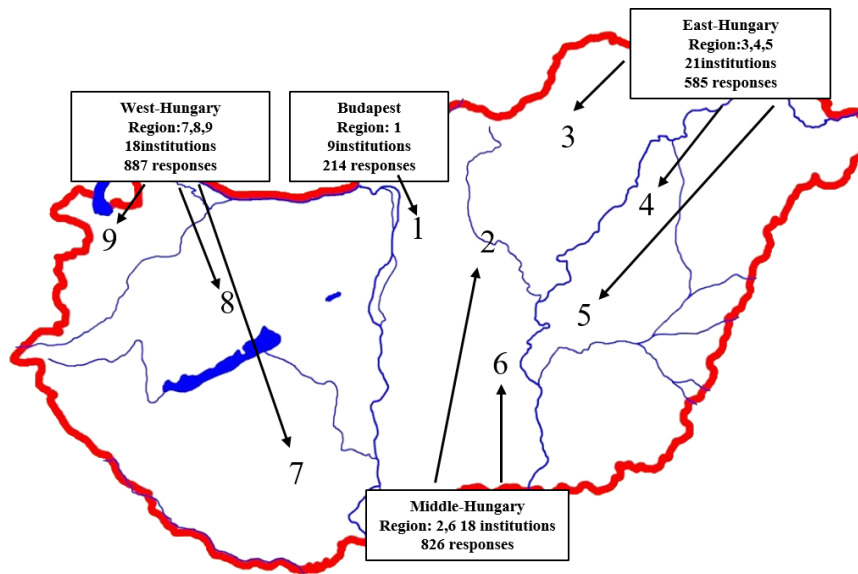 East-Hungary
Region:3,4,5
21institutions
585 responses
West-Hungary
Region:7,8,9
18institutions
887 responses
Budapest
Region: 1
9institutions
214 responses
3
4
1
9
2
8
5
6
7
Middle-Hungary
Region: 2,6 18 institutions
826 responses